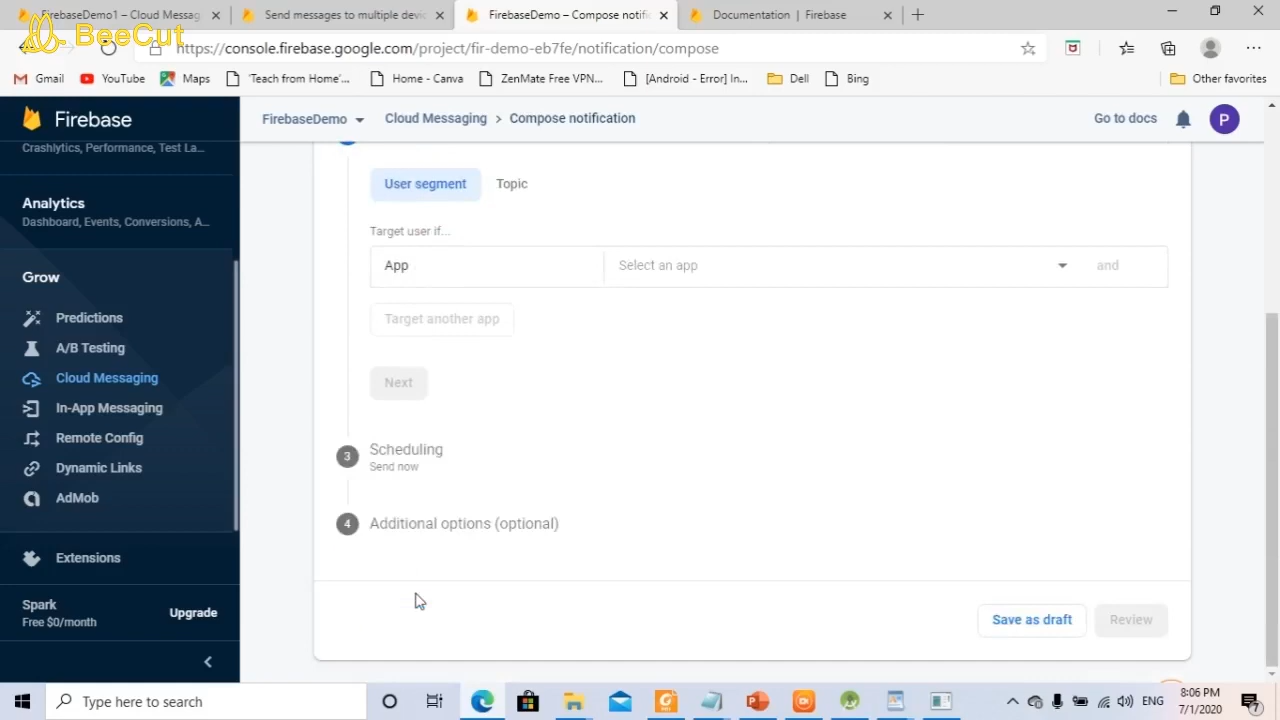 FirebaseDemo1 – Cloud Messag
Send messages to multiple devic
FirebaseDemo – Compose notifi
Documentation | Firebase
BeeCut
https://console.firebase.google.com/project/fir-demo-eb7fe/notification/compose
Gmail
YouTube
Maps
'Teach from Home'...
Home - Canva
ZenMate Free VPN...
[Android - Error] In...
Dell
Bing
Other favorites
Firebase
FirebaseDemo
Cloud Messaging > Compose notification
Go to docs
P
Crashlytics, Performance, Test La...
Analytics
Dashboard, Events, Conversions, A...
Grow
Predictions
A/B Testing
Cloud Messaging
In-App Messaging
Remote Config
Dynamic Links
AdMob
Extensions
Spark
Free $0/month
Upgrade
User segment
Topic
Target user if...
App
Select an app
and
Target another app
Next
3
Scheduling
Send now
4
Additional options (optional)
Save as draft
Review
Type here to search
ENG
8:06 PM
7/1/2020
7